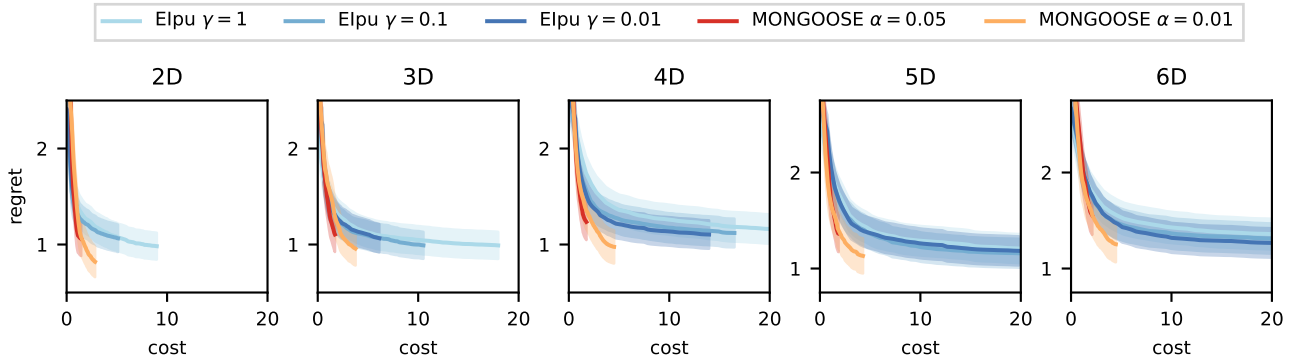 EIpu γ = 1 EIpu γ = 0.1 EIpu γ = 0.01 MONGOOSE α = 0.05 MONGOOSE α = 0.01
2D 3D 4D 5D 6D
regret
2 2 2 2 2
1 1 1 1 1
0 10 20 0 10 20 0 10 20 0 10 20 0 10 20
cost cost cost cost cost